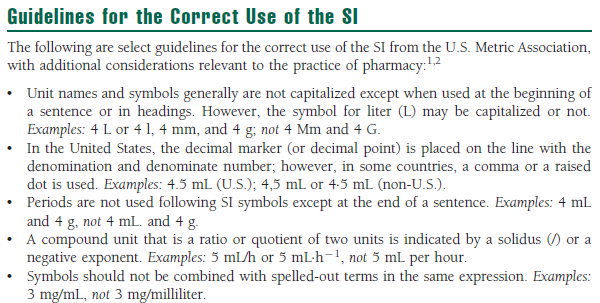 Guidelines for the Correct Use of the SI
The following are select guidelines for the correct use of the SI from the U.S. Metric Association,
with additional considerations relevant to the practice of pharmacy:1,2
• Unit names and symbols generally are not capitalized except when used at the beginning of
a sentence or in headings. However, the symbol for liter (L) may be capitalized or not.
Examples: 4 L or 4 l, 4 mm, and 4 g; not 4 Mm and 4 G.
• In the United States, the decimal marker (or decimal point) is placed on the line with the
denomination and denominate number; however, in some countries, a comma or a raised
dot is used. Examples: 4.5 mL (U.S.); 4,5 mL or 4·5 mL (non-U.S.).
• Periods are not used following SI symbols except at the end of a sentence. Examples: 4 mL
and 4 g, not 4 mL. and 4 g.
• A compound unit that is a ratio or quotient of two units is indicated by a solidus (/) or a
negative exponent. Examples: 5 mL/h or 5 mL·h−1, not 5 mL per hour.
• Symbols should not be combined with spelled-out terms in the same expression. Examples:
3 mg/mL, not 3 mg/milliliter.